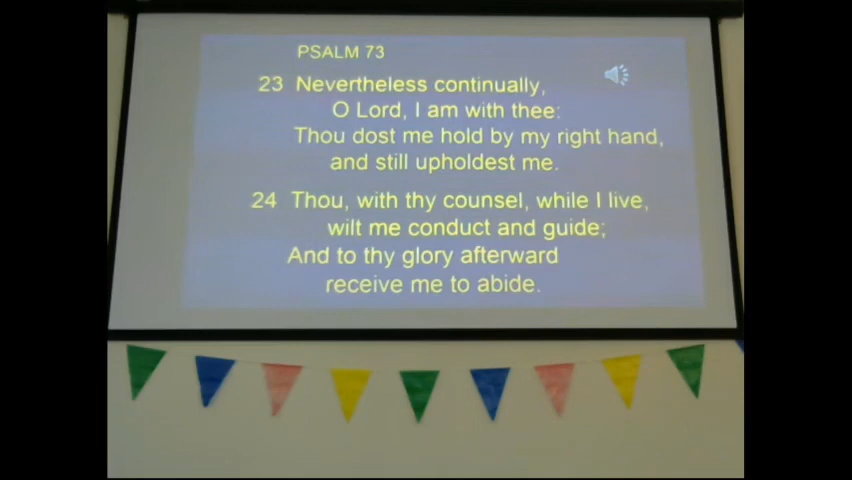 PSALM 73
23 Nevertheless continually,
O Lord, I am with thee:
Thou dost me hold by my right hand,
and still upholdest me.
24 Thou, with thy counsel, while I live,
wilt me conduct and guide;
And to thy glory afterward
receive me to abide.